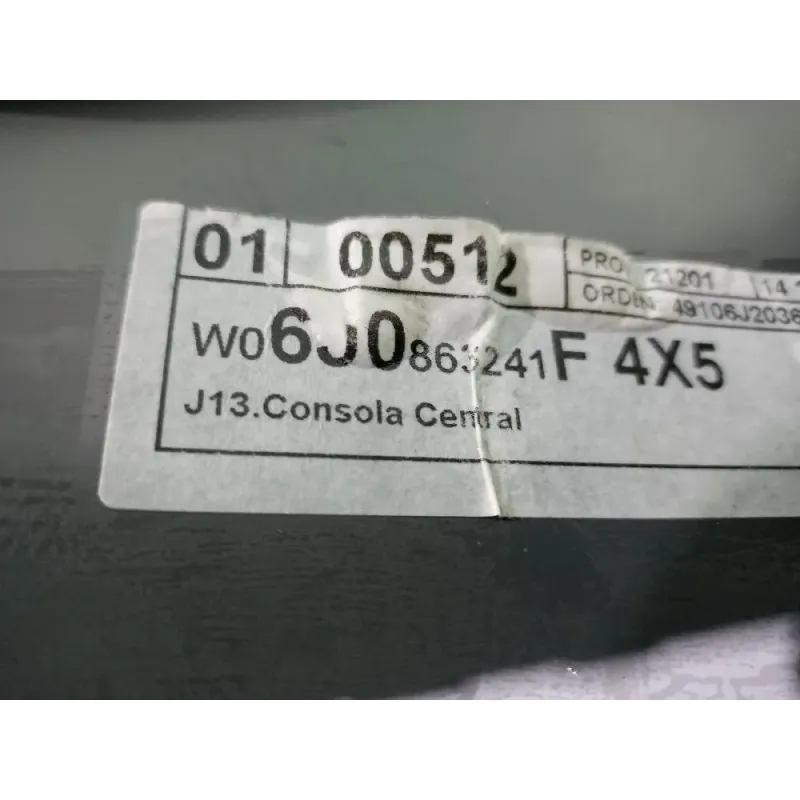 01 00512 PRO. 21201 14
ORDEN 49106J2036
W06J0863241F 4X5
J13.Consola Central